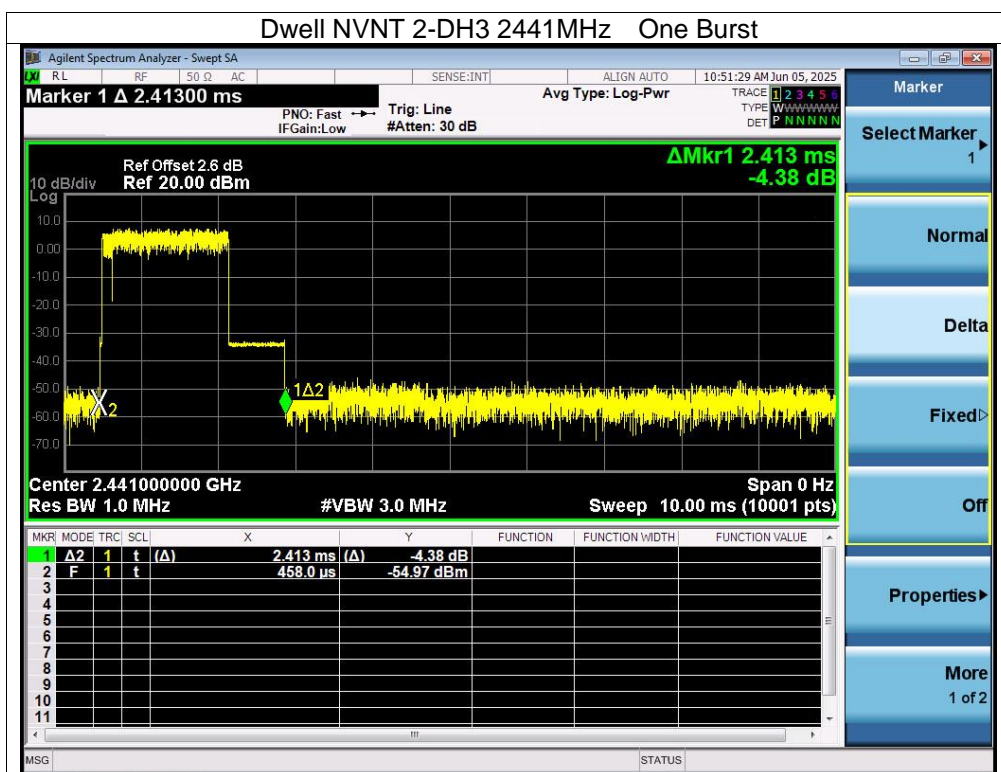 Dwell NVNT 2-DH3 2441MHz One Burst
Agilent Spectrum Analyzer - Swept SA
LXI RL RF 50 Ω AC SENSE:INT ALIGN AUTO 10:51:29 AM Jun 05, 2025
Marker 1 Δ 2.41300 ms
PNO: Fast
IFGain:Low
Trig: Line
#Atten: 30 dB
Avg Type: Log-Pwr
TRACE 1 2 3 4 5 6
TYPE WWWWWW
DET P N N N N N
ΔMkr1 2.413 ms
-4.38 dB
Ref Offset 2.6 dB
10 dB/div Ref 20.00 dBm
Log
10.0
0.00
-10.0
-20.0
-30.0
-40.0
-50.0
-60.0
-70.0
1Δ2
2
Center 2.441000000 GHz Span 0 Hz
Res BW 1.0 MHz #VBW 3.0 MHz Sweep 10.00 ms (10001 pts)
MKR MODE TRC SCL X Y FUNCTION FUNCTION WIDTH FUNCTION VALUE
1 Δ2 1 t (Δ) 2.413 ms (Δ) -4.38 dB
2 F 1 t 458.0 µs -54.97 dBm
3
4
5
6
7
8
9
10
11
MSG STATUS
Marker
Select Marker
1
Normal
Delta
Fixed
Off
Properties
More
1 of 2